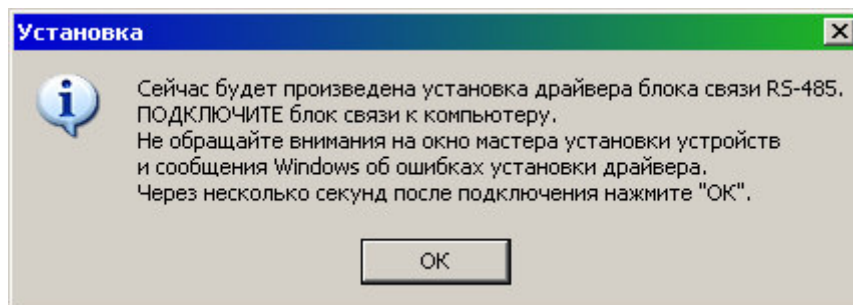 Установка
Сейчас будет произведена установка драйвера блока связи RS-485.
ПОДКЛЮЧИТЕ блок связи к компьютеру.
Не обращайте внимания на окно мастера установки устройств
и сообщения Windows об ошибках установки драйвера.
Через несколько секунд после подключения нажмите "ОК".
ОК